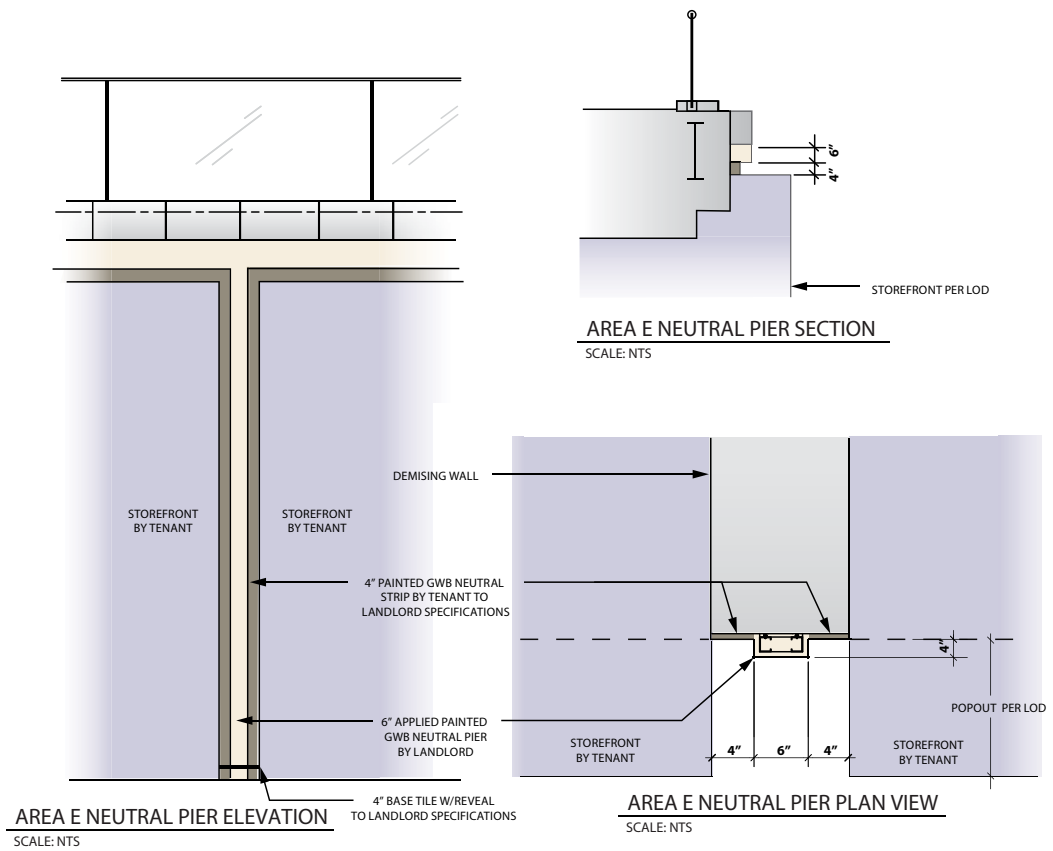 6”
4”
STOREFRONT PER LOD
AREA E NEUTRAL PIER SECTION
SCALE: NTS
STOREFRONT
BY TENANT
STOREFRONT
BY TENANT
DEMISING WALL
4” PAINTED GWB NEUTRAL
STRIP BY TENANT TO
LANDLORD SPECIFICATIONS
6” APPLIED PAINTED
GWB NEUTRAL PIER
BY LANDLORD
4” BASE TILE W/REVEAL
TO LANDLORD SPECIFICATIONS
AREA E NEUTRAL PIER ELEVATION
SCALE: NTS
4”
POPOUT PER LOD
STOREFRONT
BY TENANT
4”
6”
4”
STOREFRONT
BY TENANT
AREA E NEUTRAL PIER PLAN VIEW
SCALE: NTS